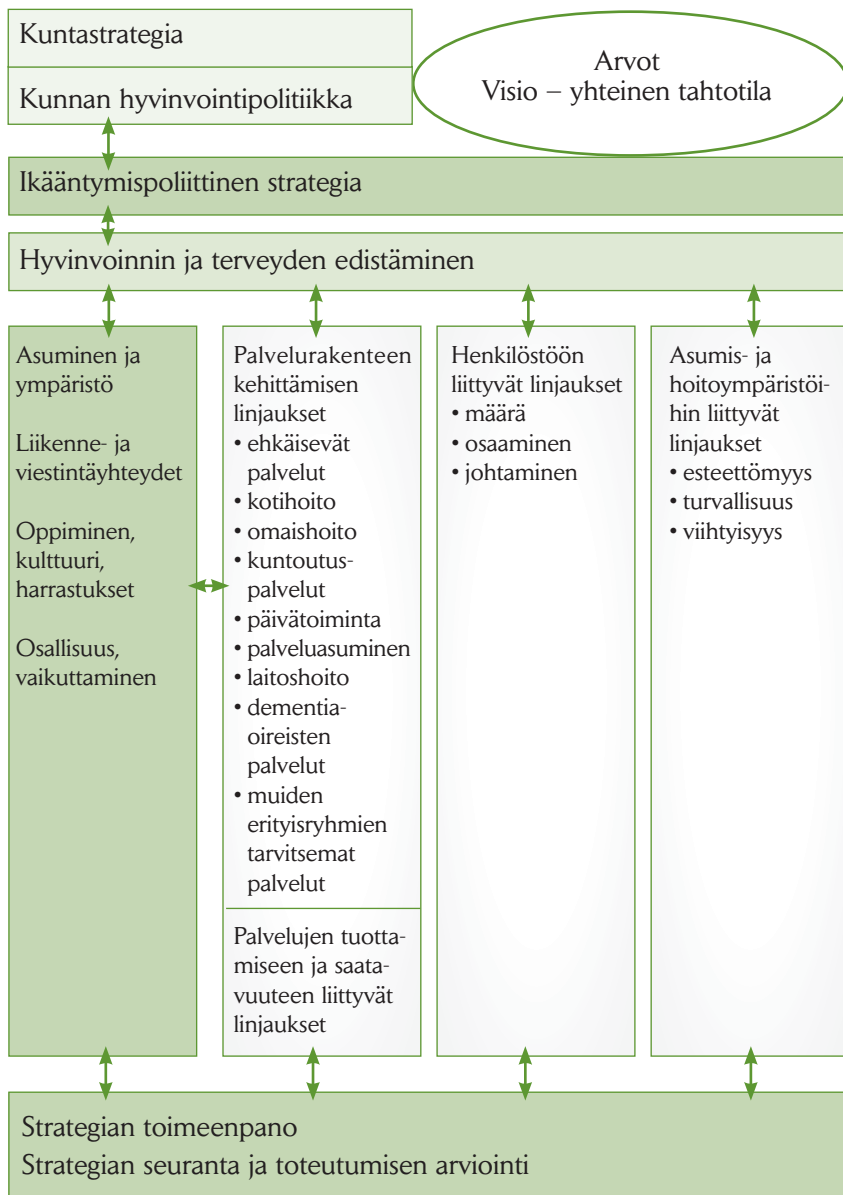 Kuntastrategia
Kunnan hyvinvointipolitiikka
Arvot
Visio – yhteinen tahtotila
Ikääntymispoliittinen strategia
Hyvinvoinnin ja terveyden edistäminen
Asuminen ja
ympäristö
Liikenne- ja
viestintäyhteydet
Oppiminen,
kulttuuri,
harrastukset
Osallisuus,
vaikuttaminen
Palvelurakenteen
kehittämisen
linjaukset
• ehkäisevät
palvelut
• kotihoito
• omaishoito
• kuntoutus-
palvelut
• päivätoiminta
• palveluasuminen
• laitoshoito
• dementia-
oireisten
palvelut
• muiden
erityisryhmien
tarvitsemat
palvelut
Palvelujen tuotta-
miseen ja saata-
vuuteen liittyvät
linjaukset
Henkilöstöön
liittyvät linjaukset
• määrä
• osaaminen
• johtaminen
Asumis- ja
hoitoympäristöi-
hin liittyvät
linjaukset
• esteettömyys
• turvallisuus
• viihtyisyys
Strategian toimeenpano
Strategian seuranta ja toteutumisen arviointi